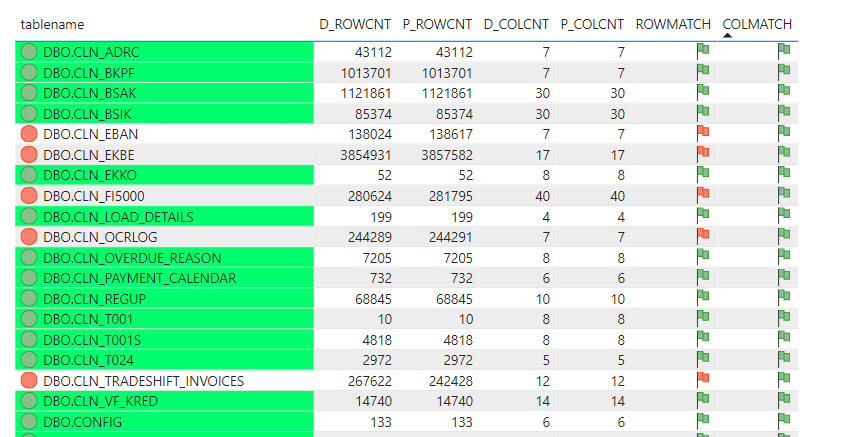 tablename D_ROWCNT P_ROWCNT D_COLCNT P_COLCNT ROWMATCH COLMATCH
DBO.CLN_ADRC 43112 43112 7 7
DBO.CLN_BKPF 1013701 1013701 7 7
DBO.CLN_BSAK 1121861 1121861 30 30
DBO.CLN_BSIK 85374 85374 30 30
DBO.CLN_EBAN 138024 138617 7 7
DBO.CLN_EKBE 3854931 3857582 17 17
DBO.CLN_EKKO 52 52 8 8
DBO.CLN_FI5000 280624 281795 40 40
DBO.CLN_LOAD_DETAILS 199 199 4 4
DBO.CLN_OCRLOG 244289 244291 7 7
DBO.CLN_OVERDUE_REASON 7205 7205 8 8
DBO.CLN_PAYMENT_CALENDAR 732 732 6 6
DBO.CLN_REGUP 68845 68845 10 10
DBO.CLN_T001 10 10 8 8
DBO.CLN_T001S 4818 4818 8 8
DBO.CLN_T024 2972 2972 5 5
DBO.CLN_TRADESHIFT_INVOICES 267622 242428 12 12
DBO.CLN_VF_KRED 14740 14740 14 14
DBO.CONFIG 133 133 6 6